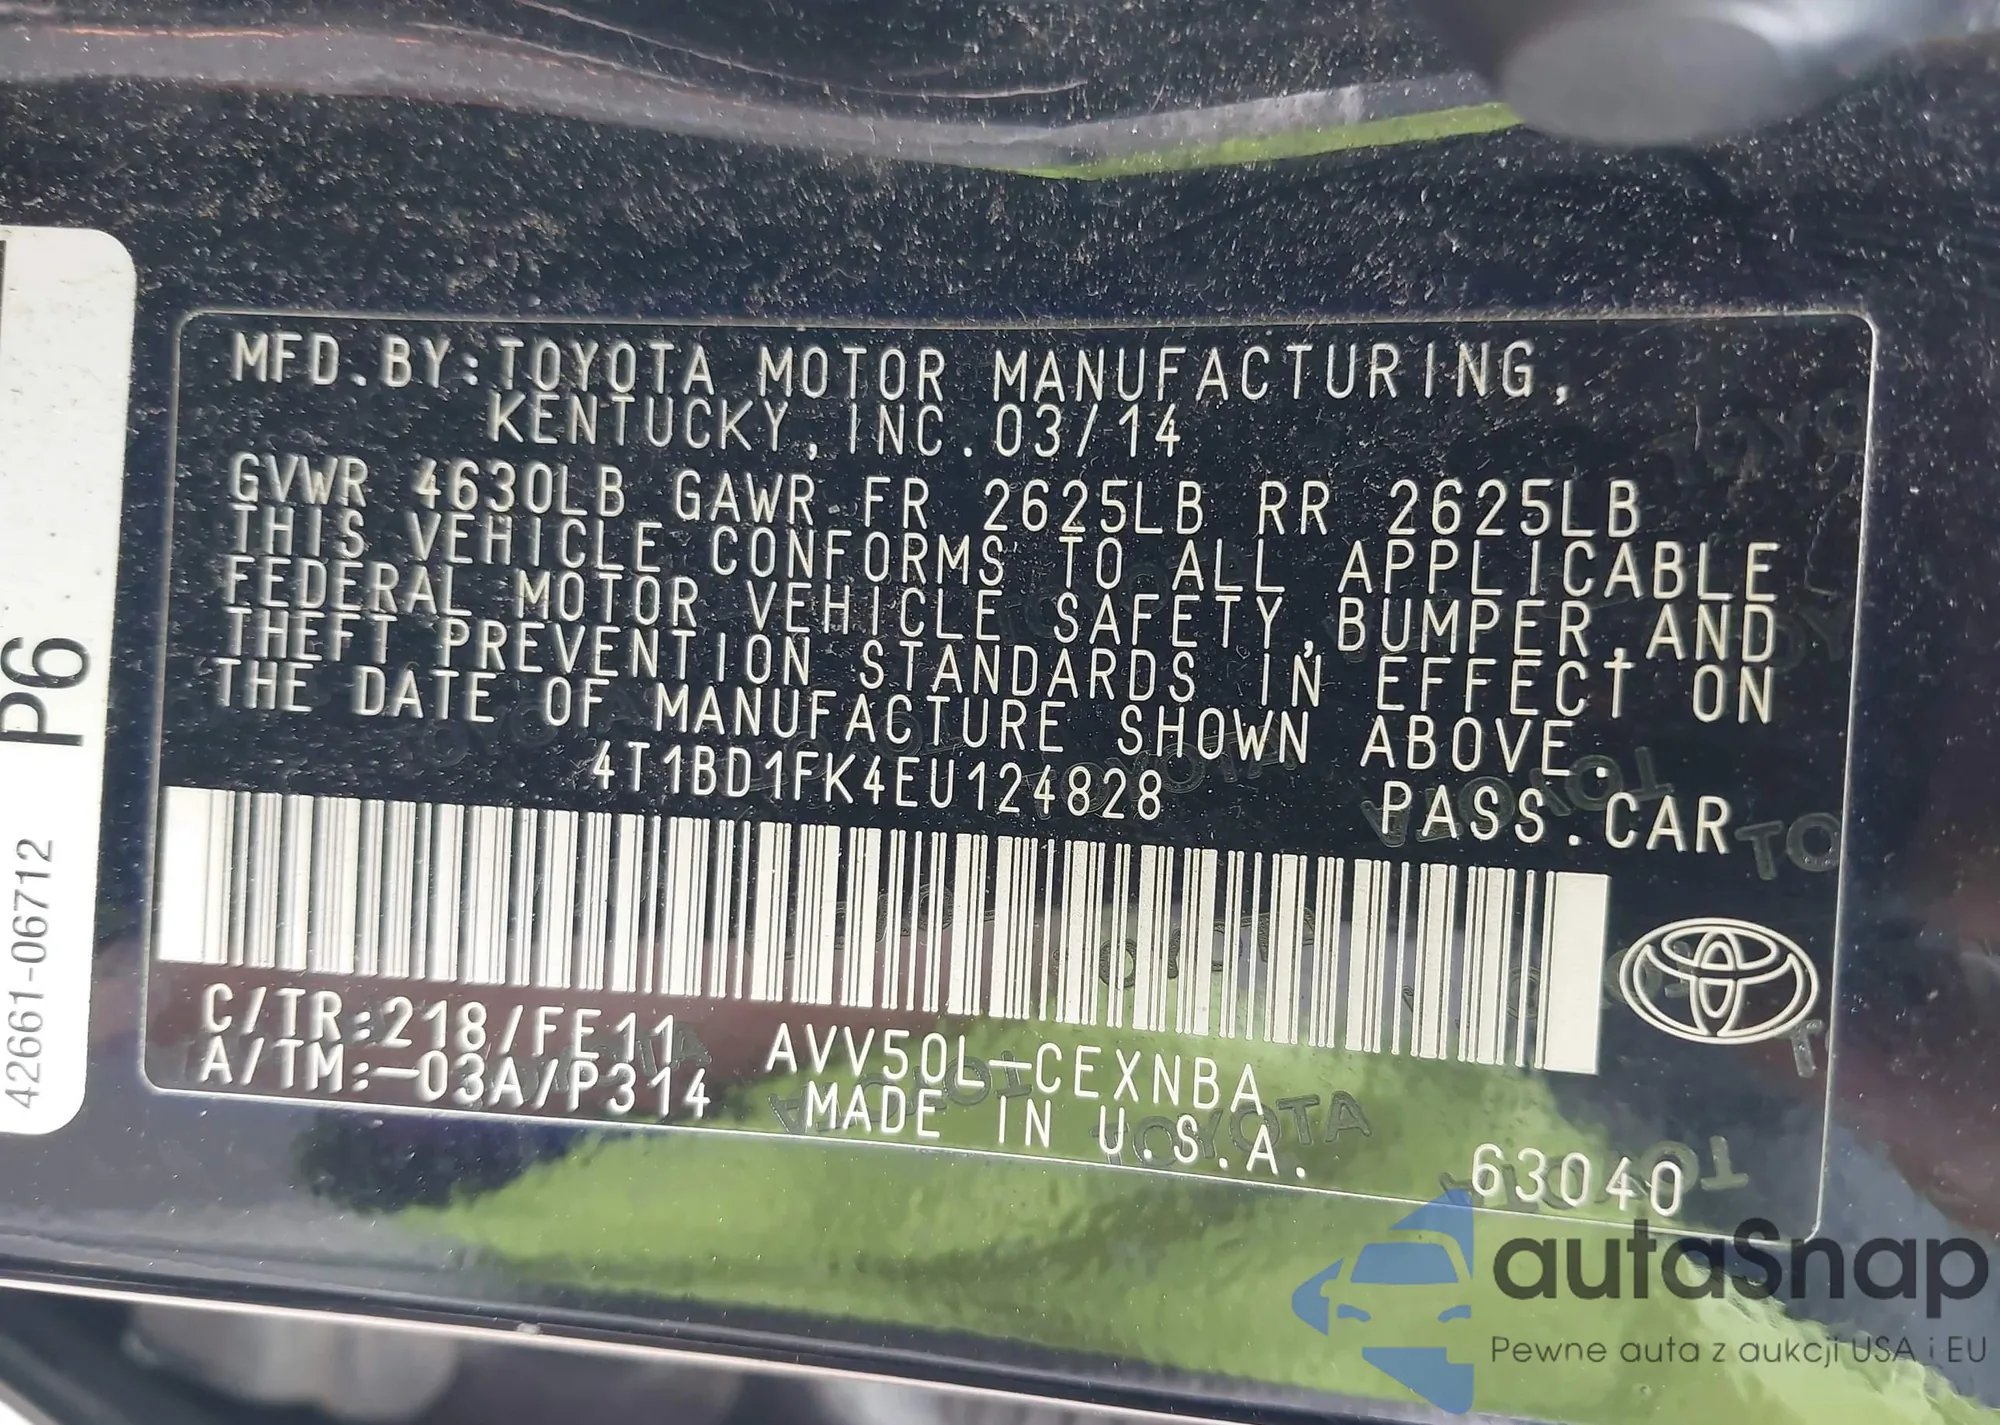 MFD.BY:TOYOTA MOTOR MANUFACTURING,
KENTUCKY,INC.03/14
GVWR 4630LB GAWR FR 2625LB RR 2625LB
THIS VEHICLE CONFORMS TO ALL APPLICABLE
FEDERAL MOTOR VEHICLE SAFETY,BUMPER,AND
THEFT PREVENTION STANDARDS IN EFFECT ON
THE DATE OF MANUFACTURE SHOWN ABOVE.
4T1BD1FK4EU124828 PASS.CAR
C/TR:218/FE11 AVV50L-CEXNBA
A/TM:-03A/P314 MADE IN U.S.A.
63040
P6
42661-06712
autaSnap
Pewne auta z aukcji USA i EU